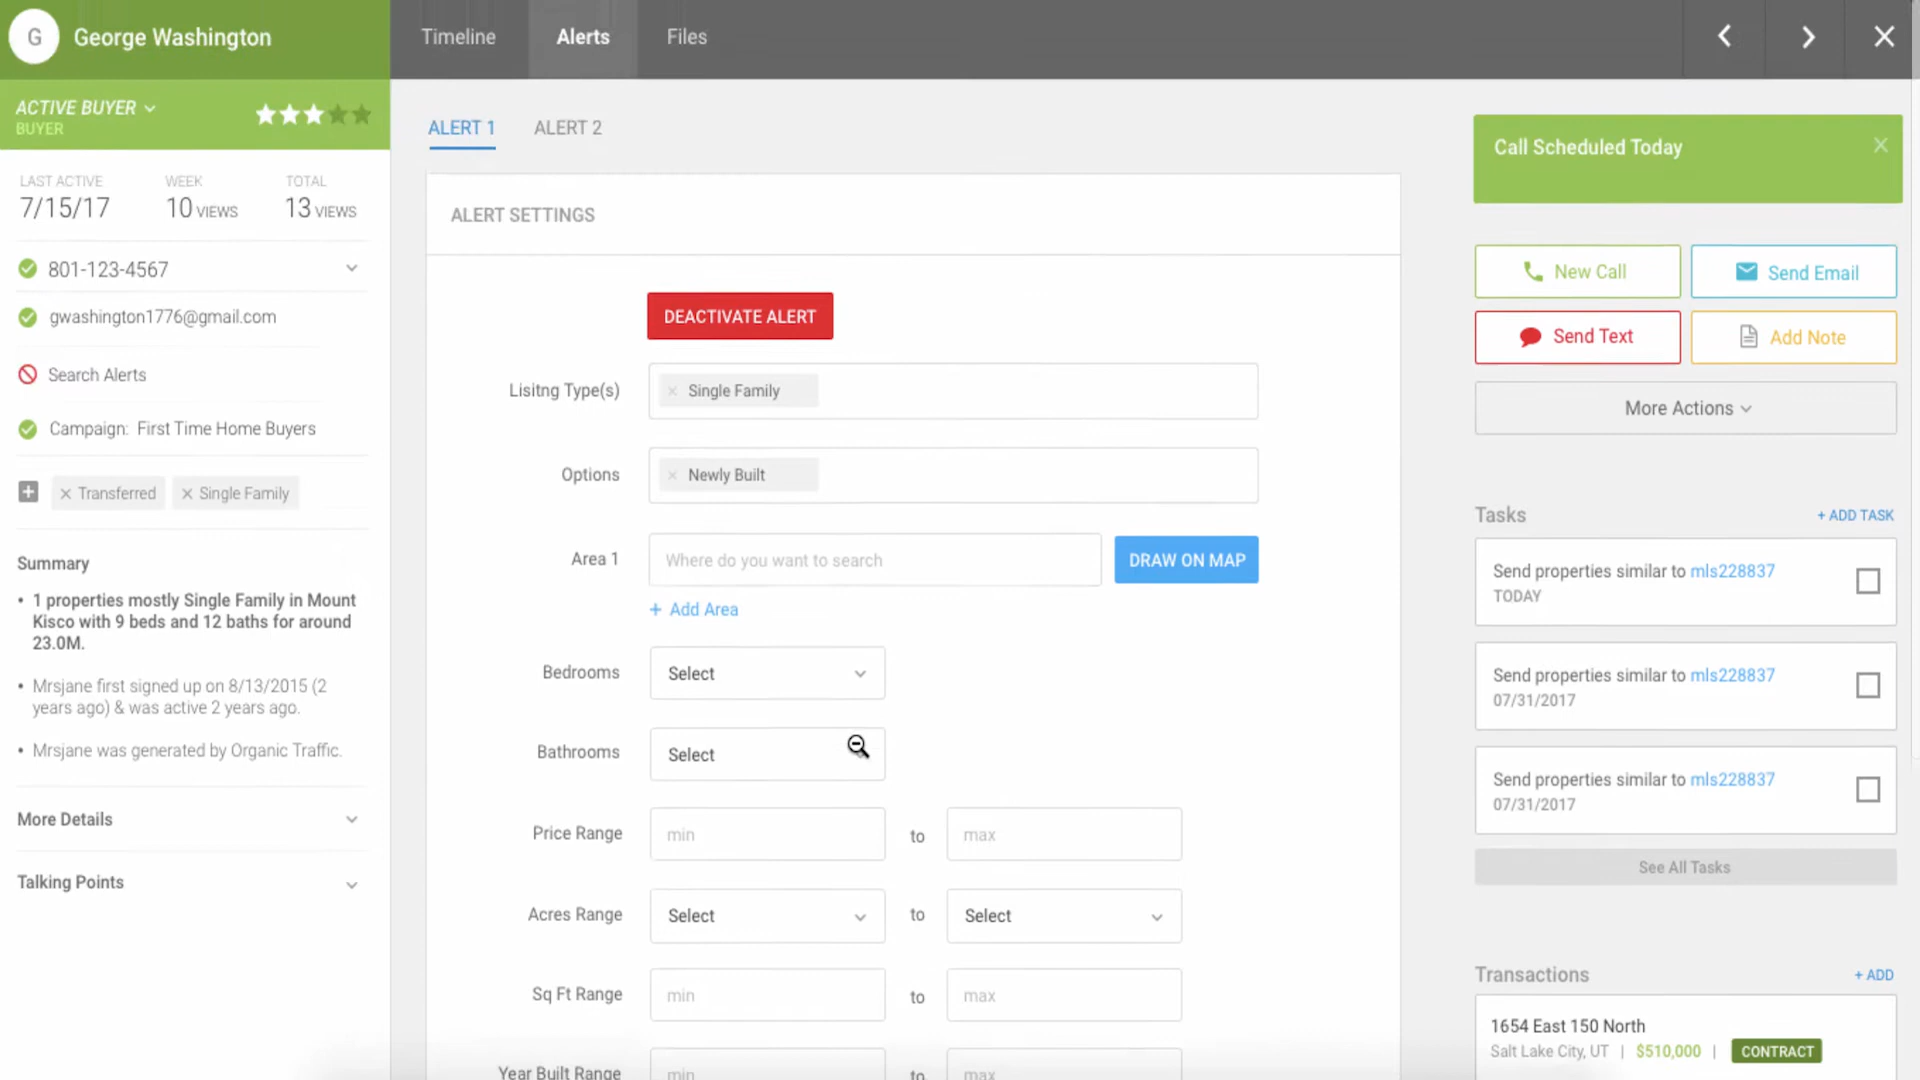 G George Washington
Timeline Alerts Files
ACTIVE BUYER
BUYER
LAST ACTIVE WEEK TOTAL
7/15/17 10 VIEWS 13 VIEWS
801-123-4567
gwashington1776@gmail.com
Search Alerts
Campaign: First Time Home Buyers
Transferred Single Family
Summary
• 1 properties mostly Single Family in Mount
Kisco with 9 beds and 12 baths for around
23.0M.
• Mrsjane first signed up on 8/13/2015 (2
years ago) & was active 2 years ago.
• Mrsjane was generated by Organic Traffic.
More Details
Talking Points
ALERT 1 ALERT 2
ALERT SETTINGS
DEACTIVATE ALERT
Lisitng Type(s) × Single Family
Options × Newly Built
Area 1 Where do you want to search DRAW ON MAP
+ Add Area
Bedrooms Select
Bathrooms Select
Price Range min to max
Acres Range Select to Select
Sq Ft Range min to max
Year Built Range min to max
Call Scheduled Today
New Call Send Email
Send Text Add Note
More Actions
Tasks + ADD TASK
Send properties similar to mls228837
TODAY
Send properties similar to mls228837
07/31/2017
Send properties similar to mls228837
07/31/2017
See All Tasks
Transactions + ADD
1654 East 150 North
Salt Lake City, UT | $510,000 | CONTRACT